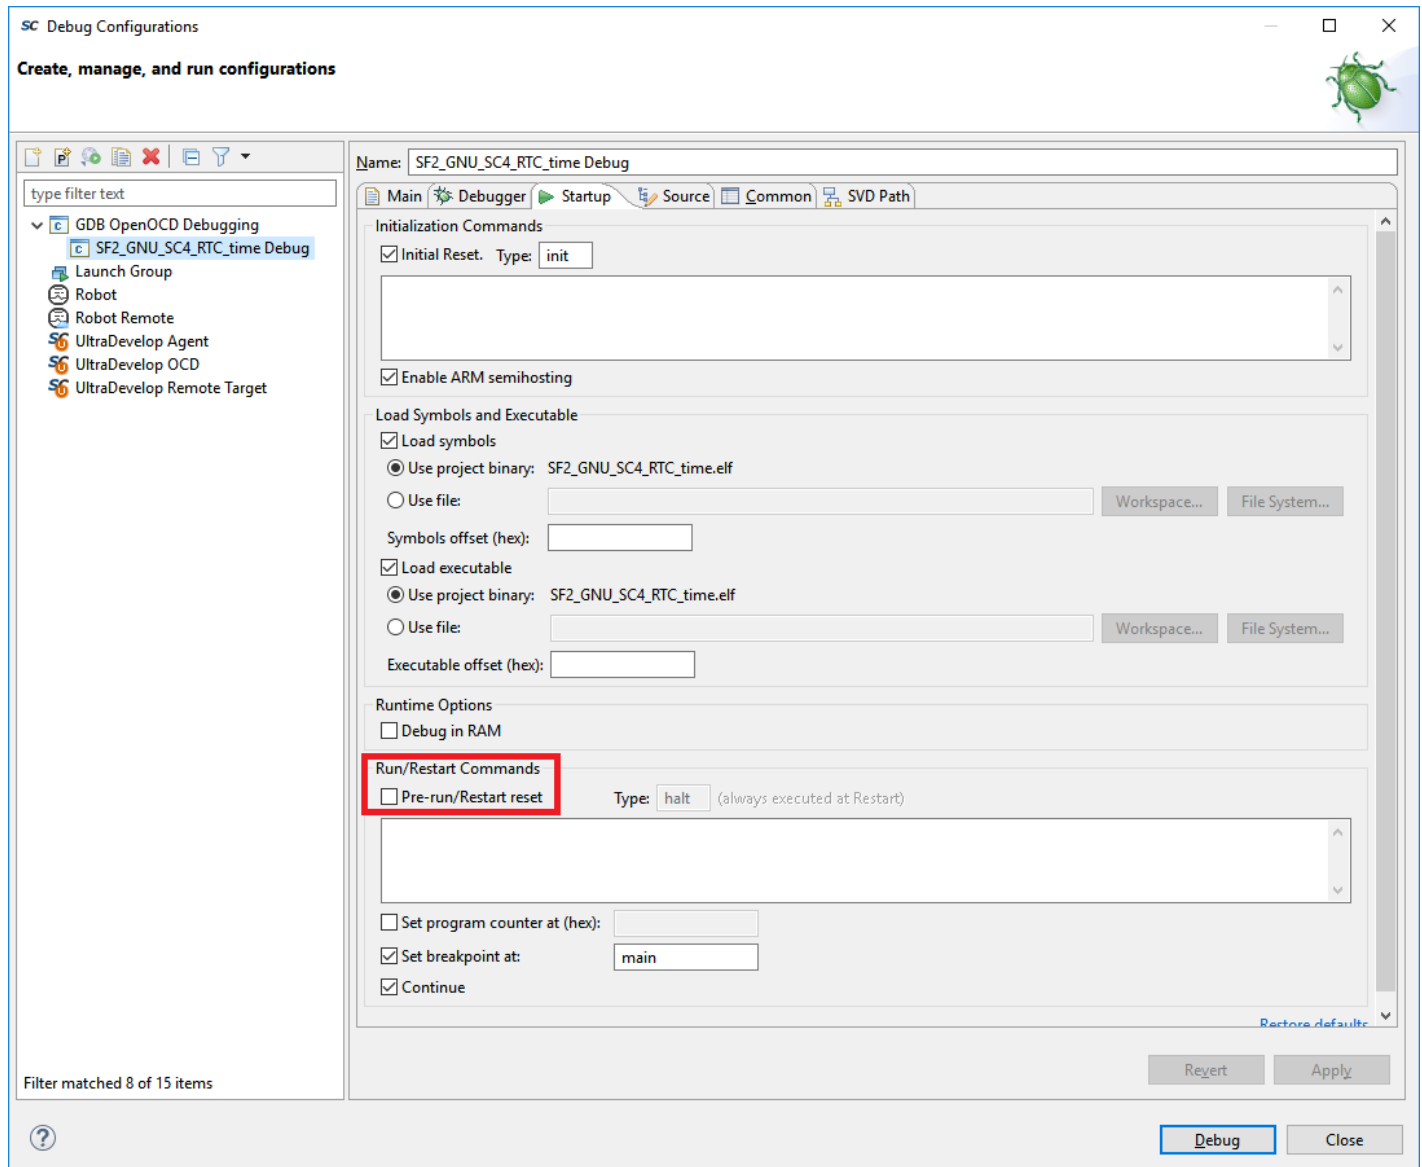 SC Debug Configurations
Create, manage, and run configurations
type filter text
GDB OpenOCD Debugging
SF2_GNU_SC4_RTC_time Debug
Launch Group
Robot
Robot Remote
UltraDevelop Agent
UltraDevelop OCD
UltraDevelop Remote Target
Filter matched 8 of 15 items
Name: SF2_GNU_SC4_RTC_time Debug
Main Debugger Startup Source Common SVD Path
Initialization Commands
Initial Reset. Type: init
Enable ARM semihosting
Load Symbols and Executable
Load symbols
Use project binary: SF2_GNU_SC4_RTC_time.elf
Use file: Workspace... File System...
Symbols offset (hex):
Load executable
Use project binary: SF2_GNU_SC4_RTC_time.elf
Use file: Workspace... File System...
Executable offset (hex):
Runtime Options
Debug in RAM
Run/Restart Commands
Pre-run/Restart reset Type: halt (always executed at Restart)
Set program counter at (hex):
Set breakpoint at: main
Continue
Restore defaults
Revert Apply
Debug Close